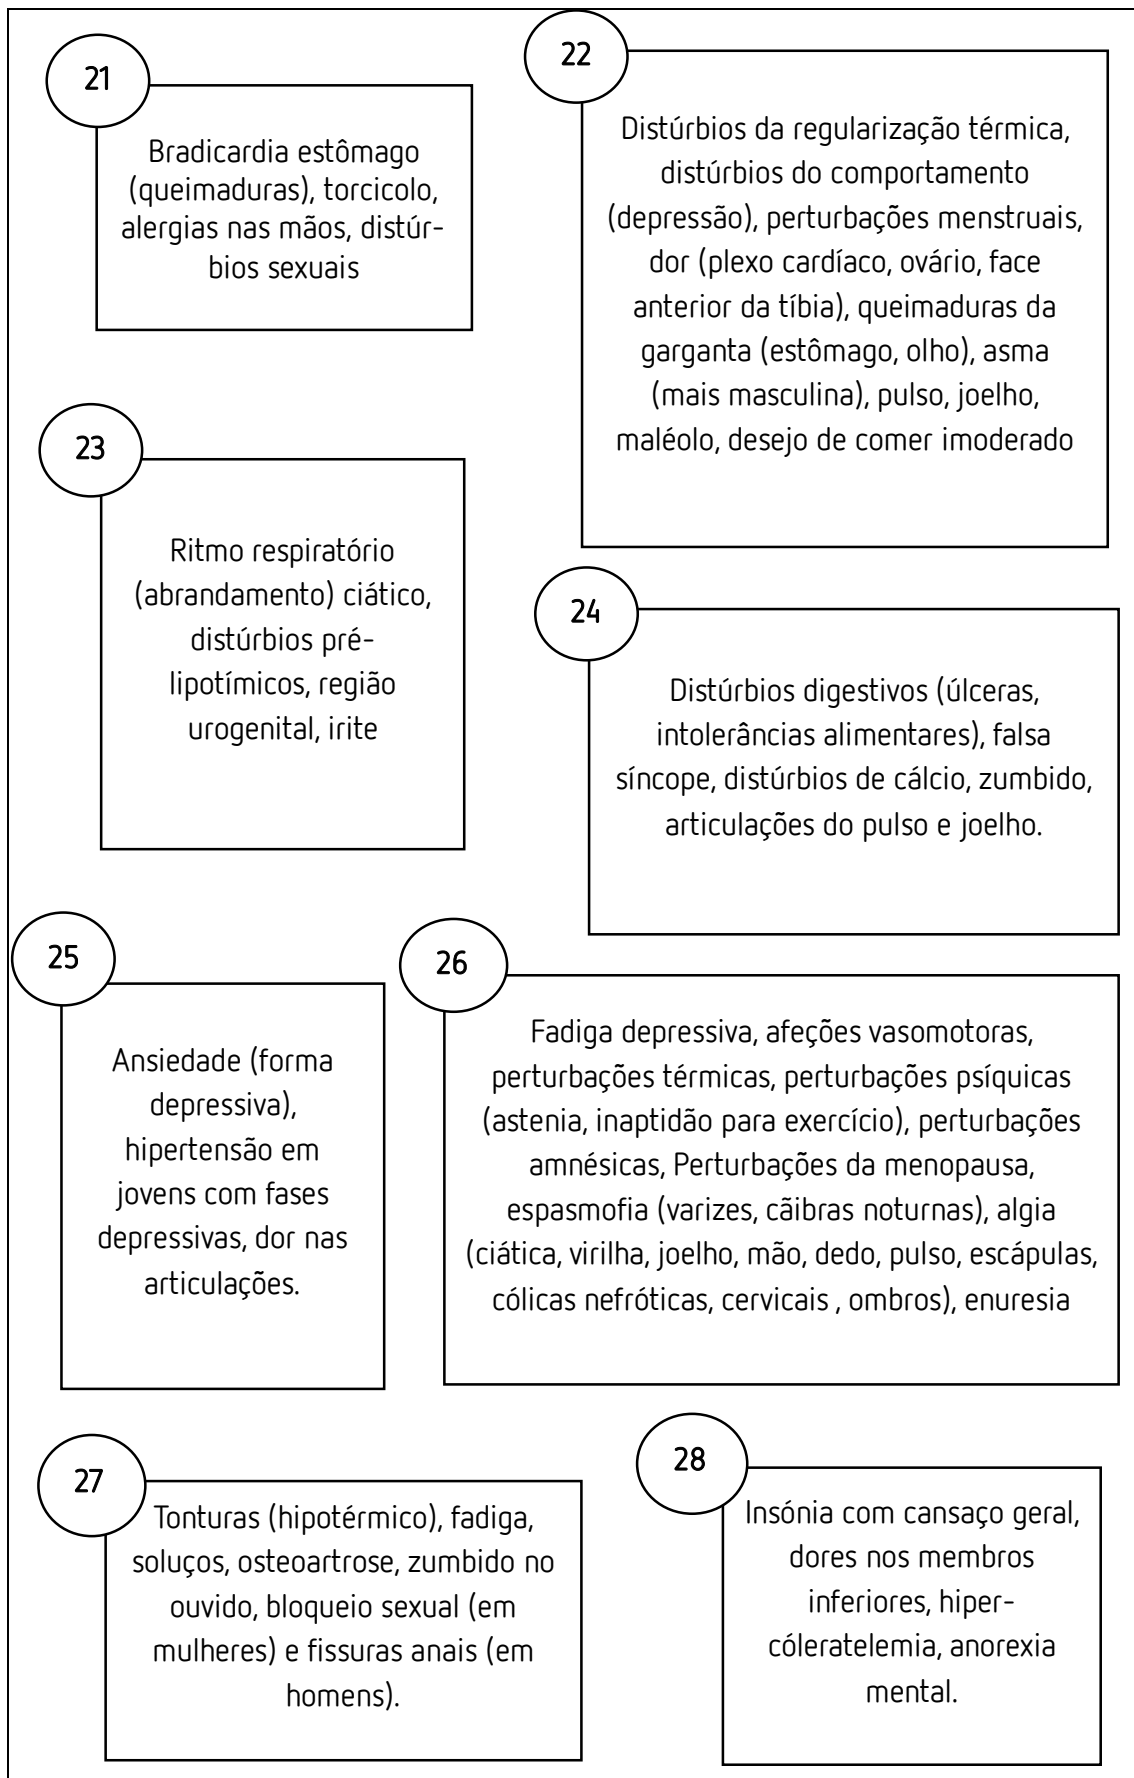 21
Bradicardia estômago
(queimaduras), torcicolo,
alergias nas mãos, distúr-
bios sexuais
22
Distúrbios da regularização térmica,
distúrbios do comportamento
(depressão), perturbações menstruais,
dor (plexo cardíaco, ovário, face
anterior da tíbia), queimaduras da
garganta (estômago, olho), asma
(mais masculina), pulso, joelho,
maléolo, desejo de comer imoderado
23
Ritmo respiratório
(abrandamento) ciático,
distúrbios pré-
lipotímicos, região
urogenital, irite
24
Distúrbios digestivos (úlceras,
intolerâncias alimentares), falsa
síncope, distúrbios de cálcio, zumbido,
articulações do pulso e joelho.
25
Ansiedade (forma
depressiva),
hipertensão em
jovens com fases
depressivas, dor nas
articulações.
26
Fadiga depressiva, afeções vasomotoras,
perturbações térmicas, perturbações psíquicas
(astenia, inaptidão para exercício), perturbações
amnésicas, Perturbações da menopausa,
espasmofia (varizes, cãibras noturnas), algia
(ciática, virilha, joelho, mão, dedo, pulso, escápulas,
cólicas nefróticas, cervicais , ombros), enuresia
27
Tonturas (hipotérmico), fadiga,
soluços, osteoartrose, zumbido no
ouvido, bloqueio sexual (em
mulheres) e fissuras anais (em
homens).
28
Insónia com cansaço geral,
dores nos membros
inferiores, hiper-
cóleratelemia, anorexia
mental.